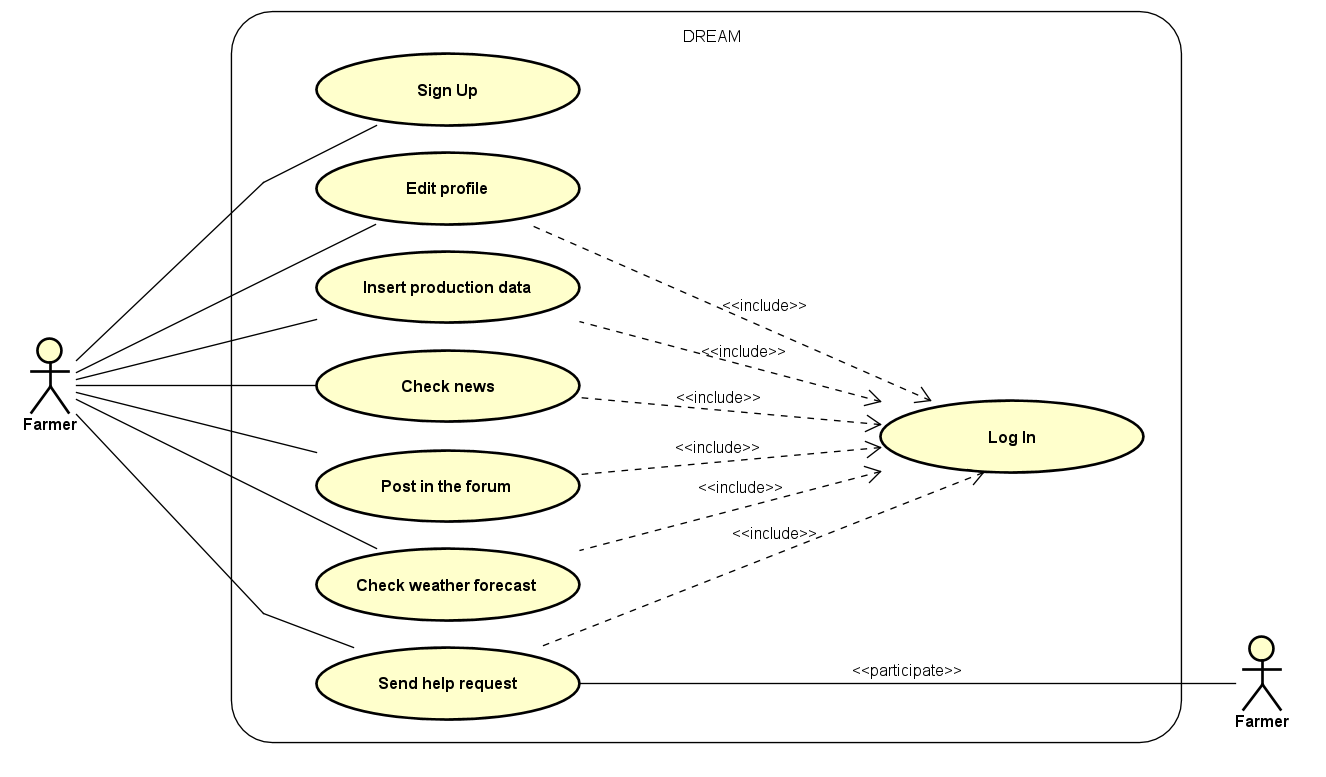 DREAM
Sign Up
Edit profile
Insert production data
<<include>>
<<include>>
Check news
<<include>>
Farmer
Log In
<<include>>
Post in the forum
<<include>>
<<include>>
Check weather forecast
<<participate>>
Send help request
Farmer